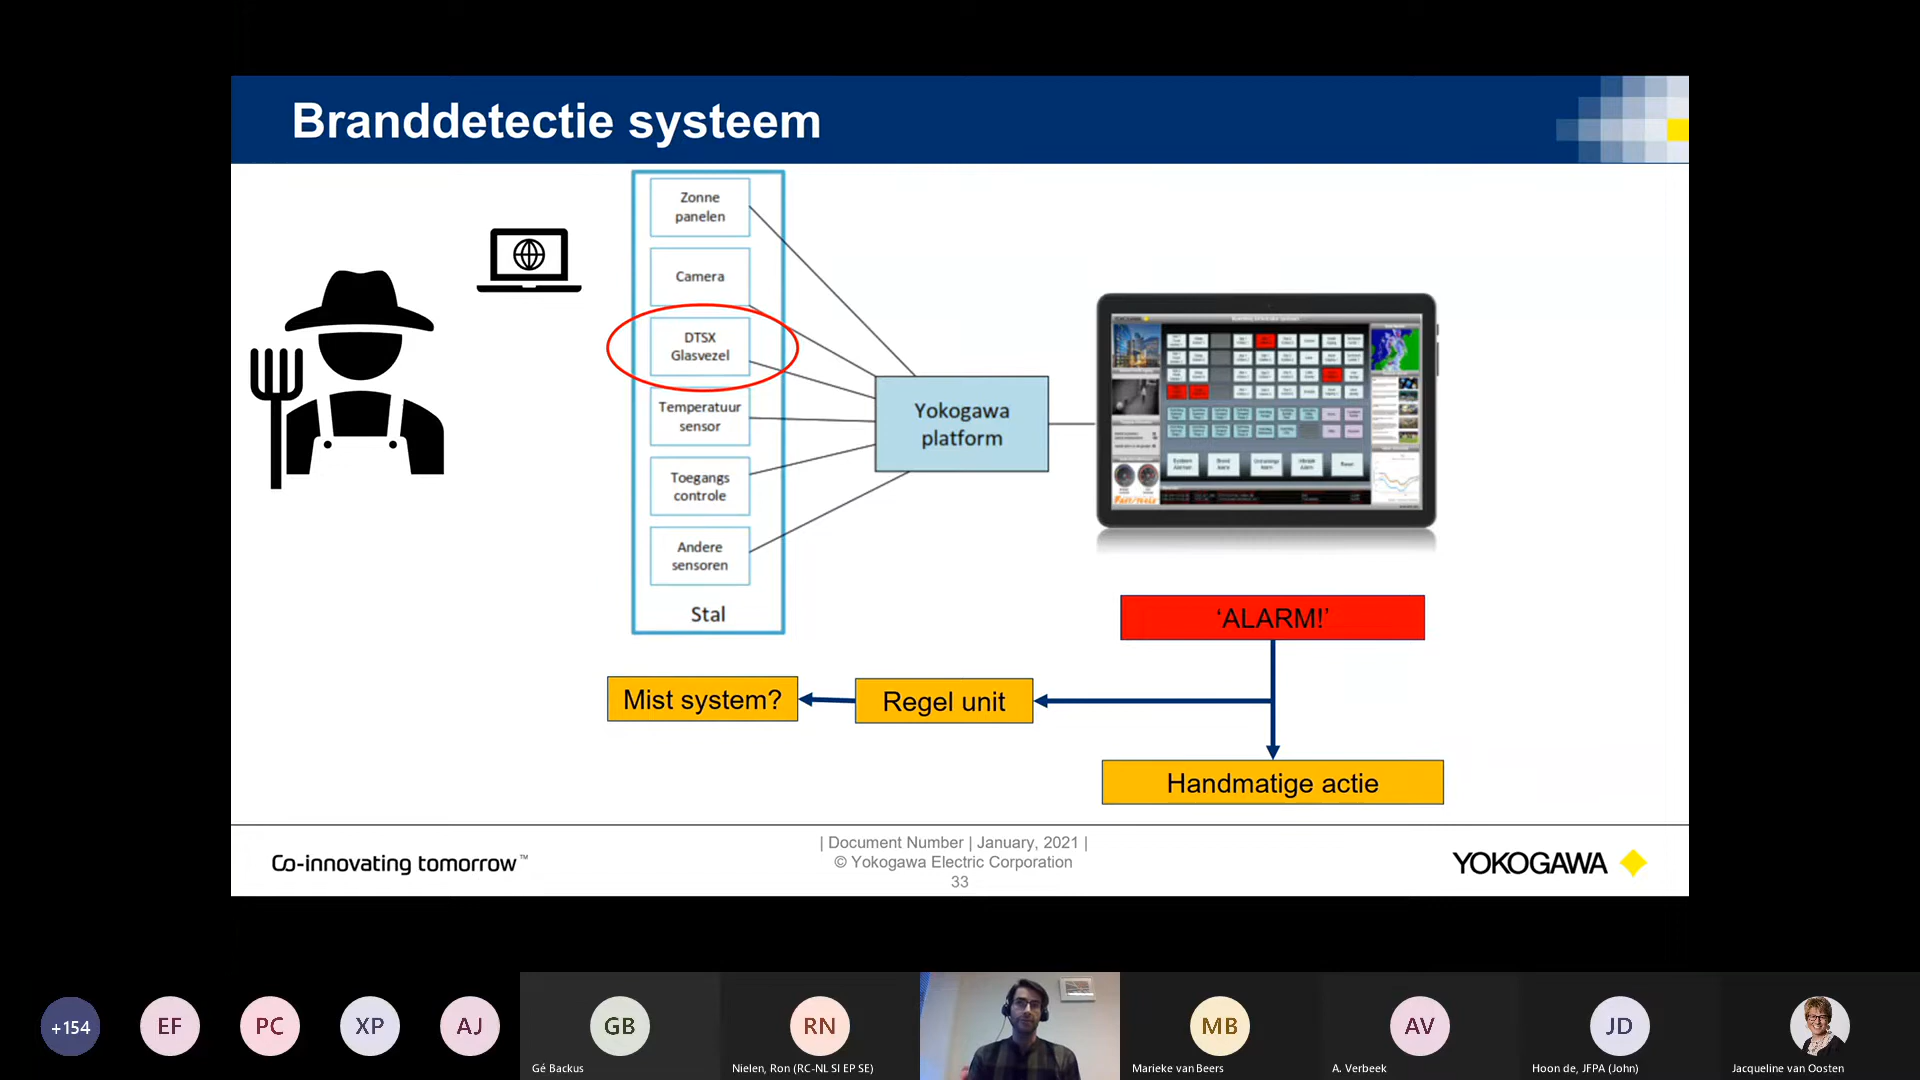 Branddetectie systeem
Zonne
panelen
Camera
DTSX
Glasvezel
Temperatuur
sensor
Toegangs
controle
Andere
sensoren
Stal
Yokogawa
platform
'ALARM!'
Mist system?
Regel unit
Handmatige actie
Co-innovating tomorrow™
| Document Number | January, 2021 |
© Yokogawa Electric Corporation
33
YOKOGAWA
+154
EF
PC
XP
AJ
GB
Gé Backus
RN
Nielen, Ron (RC-NL SI EP SE)
MB
Marieke van Beers
AV
A. Verbeek
JD
Hoon de, JFPA (John)
Jacqueline van Oosten